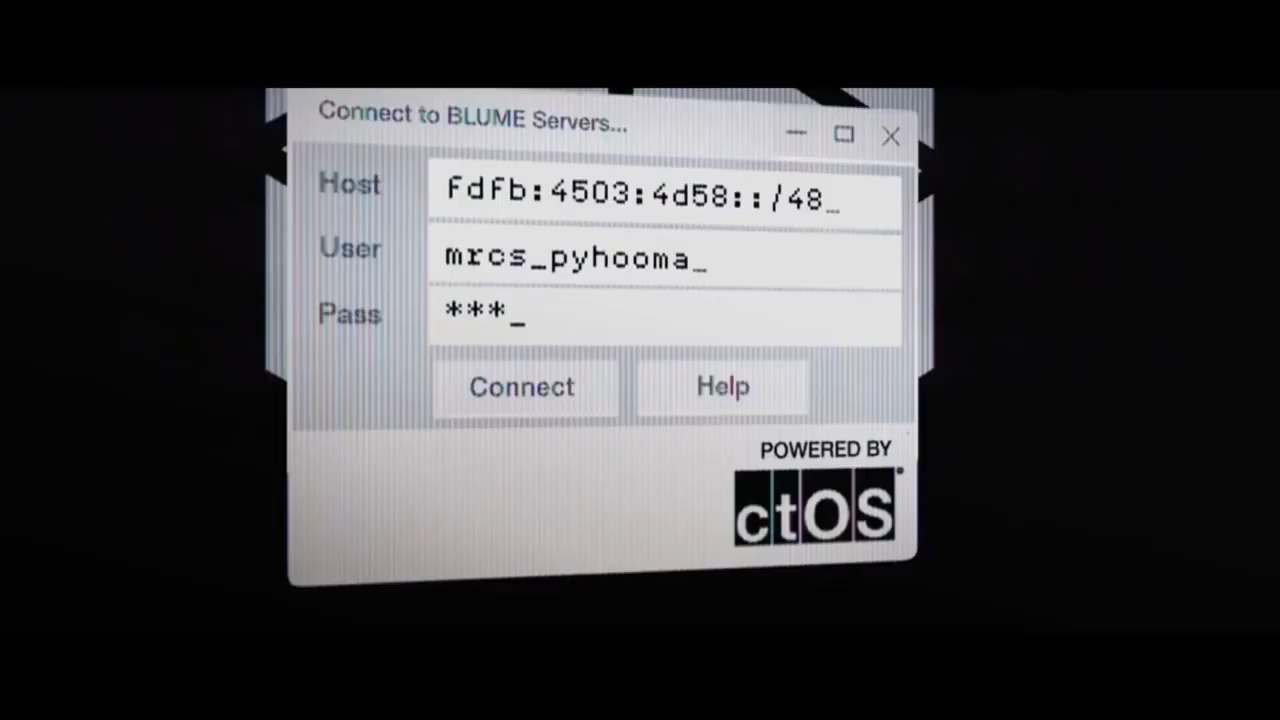 Connect to BLUME Servers...
Host fdfb:4503:4d58::/48_
User mrcs_pyhooma_
Pass ***_
Connect Help
POWERED BY
ctOS